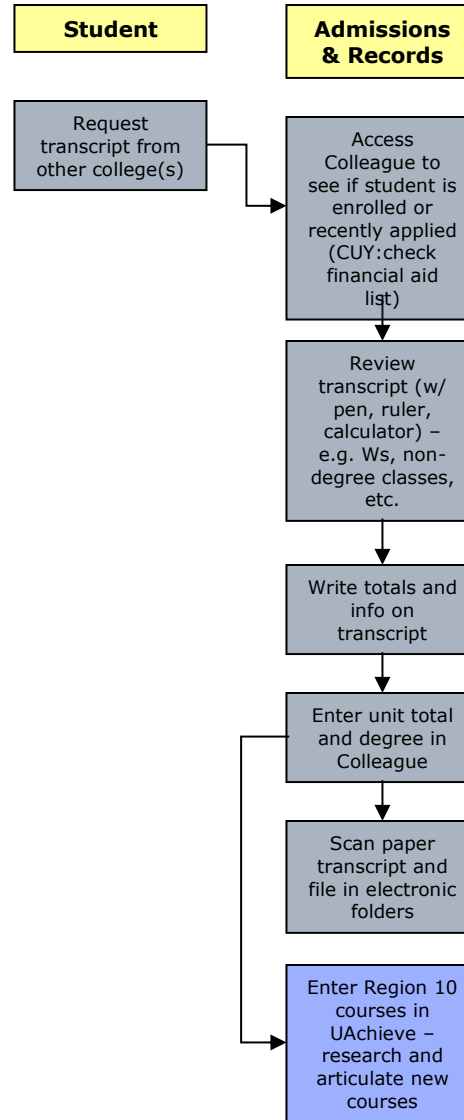 Student
Admissions
& Records
Request
transcript from
other college(s)
Access
Colleague to
see if student is
enrolled or
recently applied
(CUY:check
financial aid
list)
Review
transcript (w/
pen, ruler,
calculator) –
e.g. Ws, non-
degree classes,
etc.
Write totals and
info on
transcript
Enter unit total
and degree in
Colleague
Scan paper
transcript and
file in electronic
folders
Enter Region 10
courses in
UAchieve –
research and
articulate new
courses